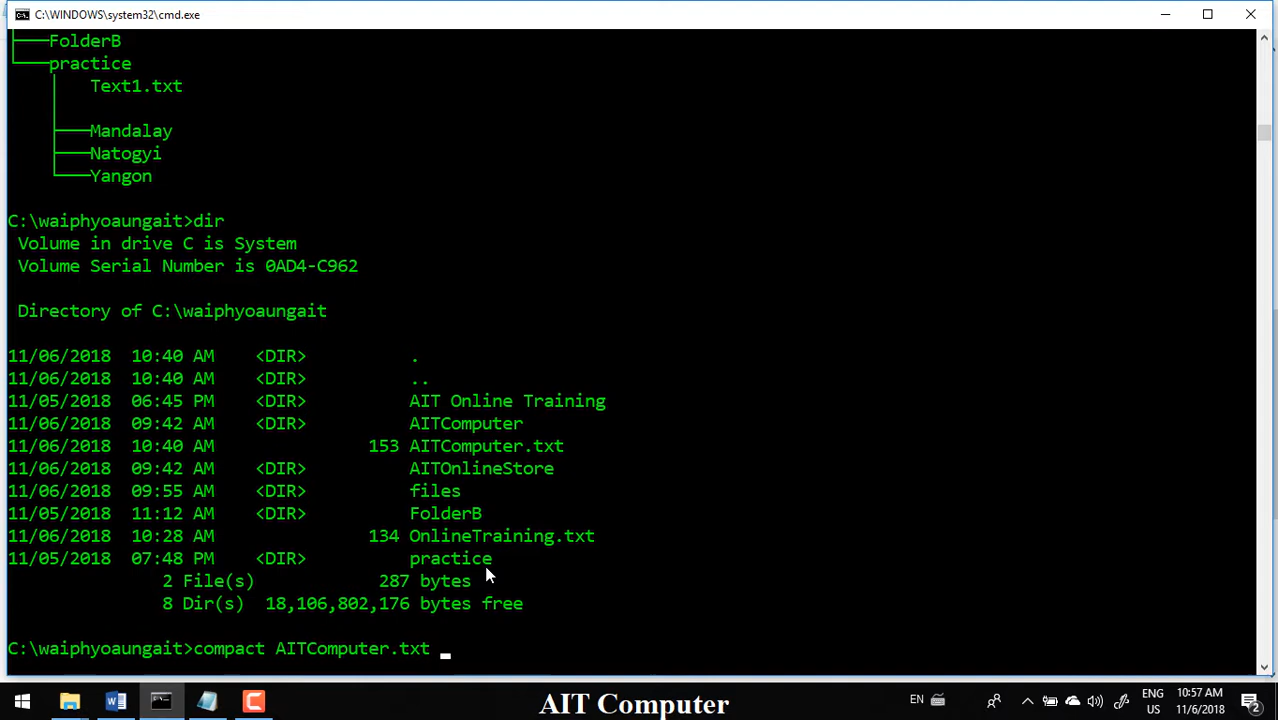 C:\WINDOWS\system32\cmd.exe
FolderB
practice
Text1.txt
Mandalay
Natogyi
Yangon
C:\waiphyoaungait>dir
Volume in drive C is System
Volume Serial Number is 0AD4-C962
Directory of C:\waiphyoaungait
11/06/2018 10:40 AM <DIR> .
11/06/2018 10:40 AM <DIR> ..
11/05/2018 06:45 PM <DIR> AIT Online Training
11/06/2018 09:42 AM <DIR> AITComputer
11/06/2018 10:40 AM 153 AITComputer.txt
11/06/2018 09:42 AM <DIR> AITOnlineStore
11/06/2018 09:55 AM <DIR> files
11/05/2018 11:12 AM <DIR> FolderB
11/06/2018 10:28 AM 134 OnlineTraining.txt
11/05/2018 07:48 PM <DIR> practice
2 File(s) 287 bytes
8 Dir(s) 18,106,802,176 bytes free
C:\waiphyoaungait>compact AITComputer.txt _
AIT Computer
EN
ENG
US
10:57 AM
11/6/2018
2